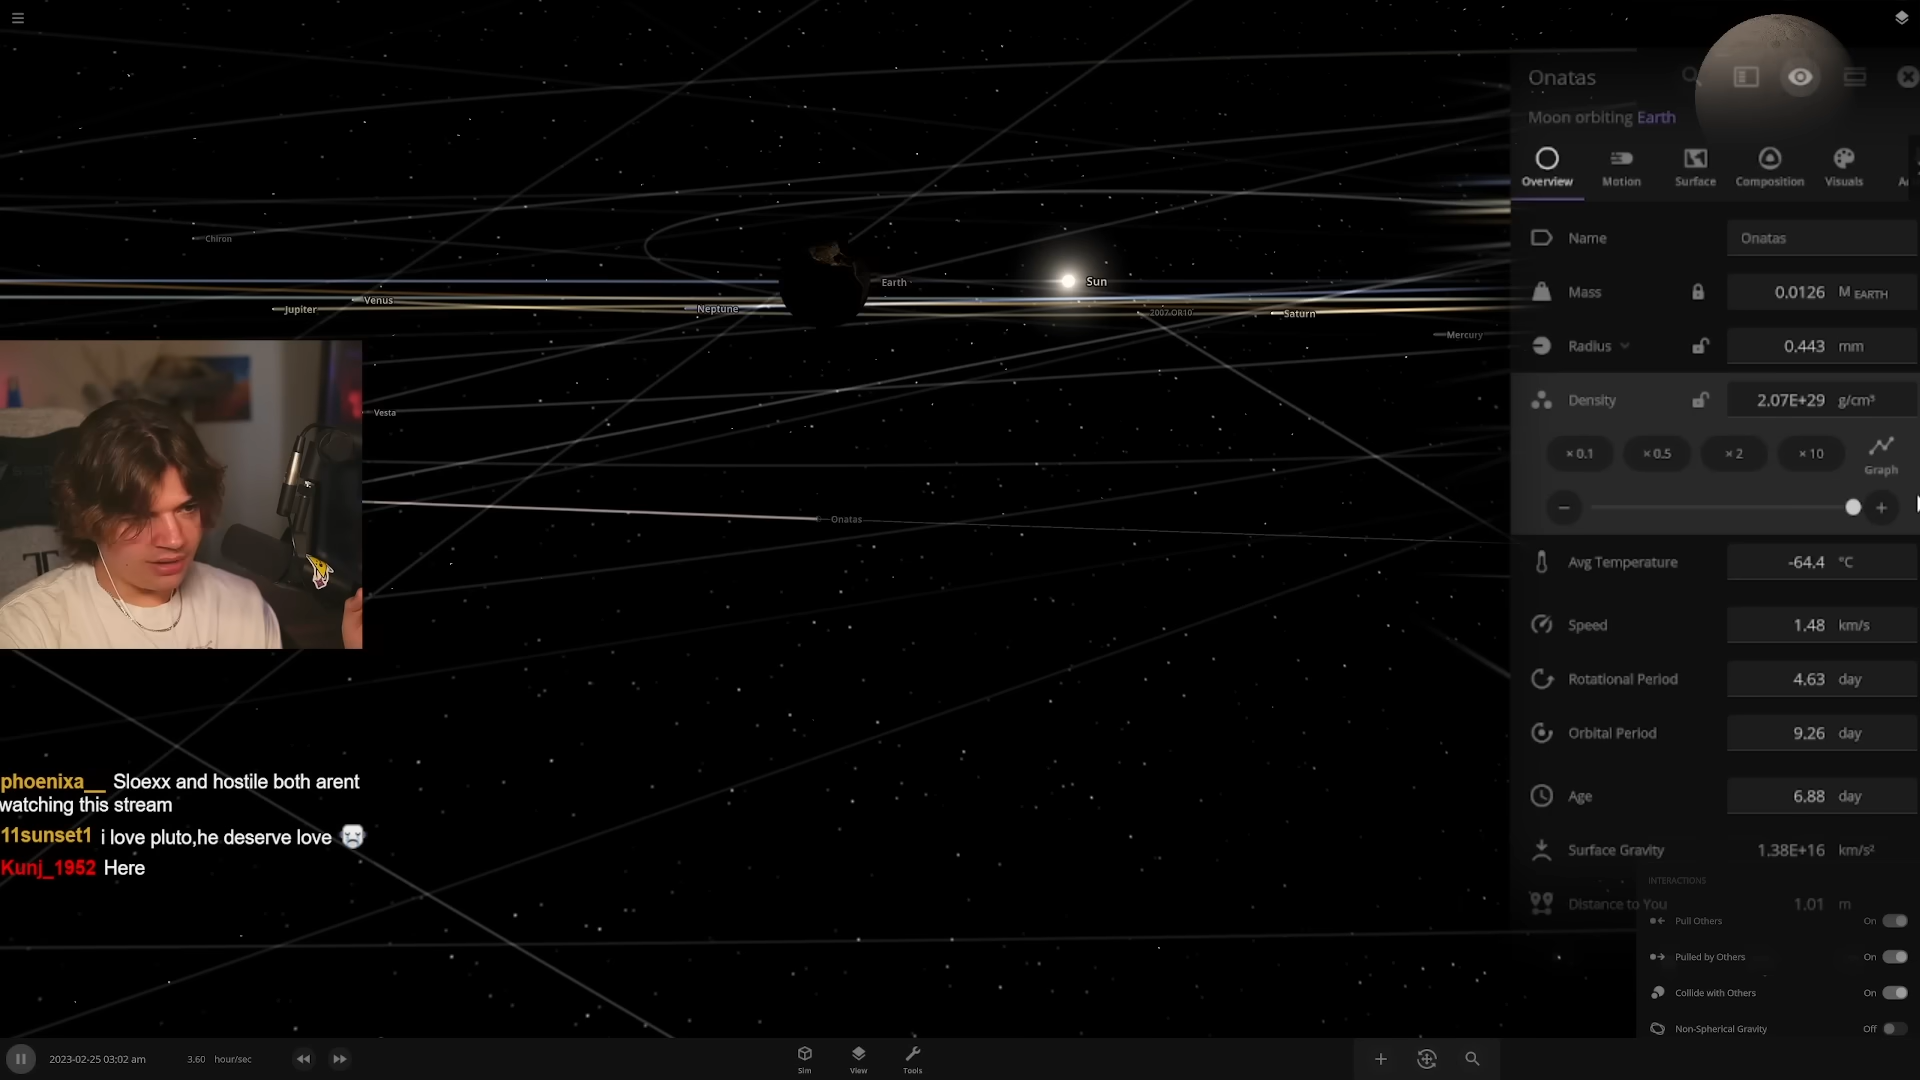 Onatas
Moon orbiting Earth
Overview
Motion
Surface
Composition
Visuals
Name
Onatas
Mass
0.0126 M EARTH
Radius
0.443 mm
Density
2.07E+29 g/cm³
× 0.1
× 0.5
× 2
× 10
Graph
Avg Temperature
-64.4 °C
Speed
1.48 km/s
Rotational Period
4.63 day
Orbital Period
9.26 day
Age
6.88 day
Surface Gravity
1.38E+16 km/s²
Distance to You
1.01 m
INTERACTIONS
Pull Others
On
Pulled by Others
On
Collide with Others
On
Non-Spherical Gravity
Off
Chiron
Earth
Sun
Venus
Jupiter
Neptune
2007 OR10
Saturn
Mercury
Vesta
Onatas
phoenixa__ Sloexx and hostile both arent
watching this stream
11sunset1 i love pluto,he deserve love
Kunj_1952 Here
2023-02-25 03:02 am
3.60 hour/sec
Sim
View
Tools